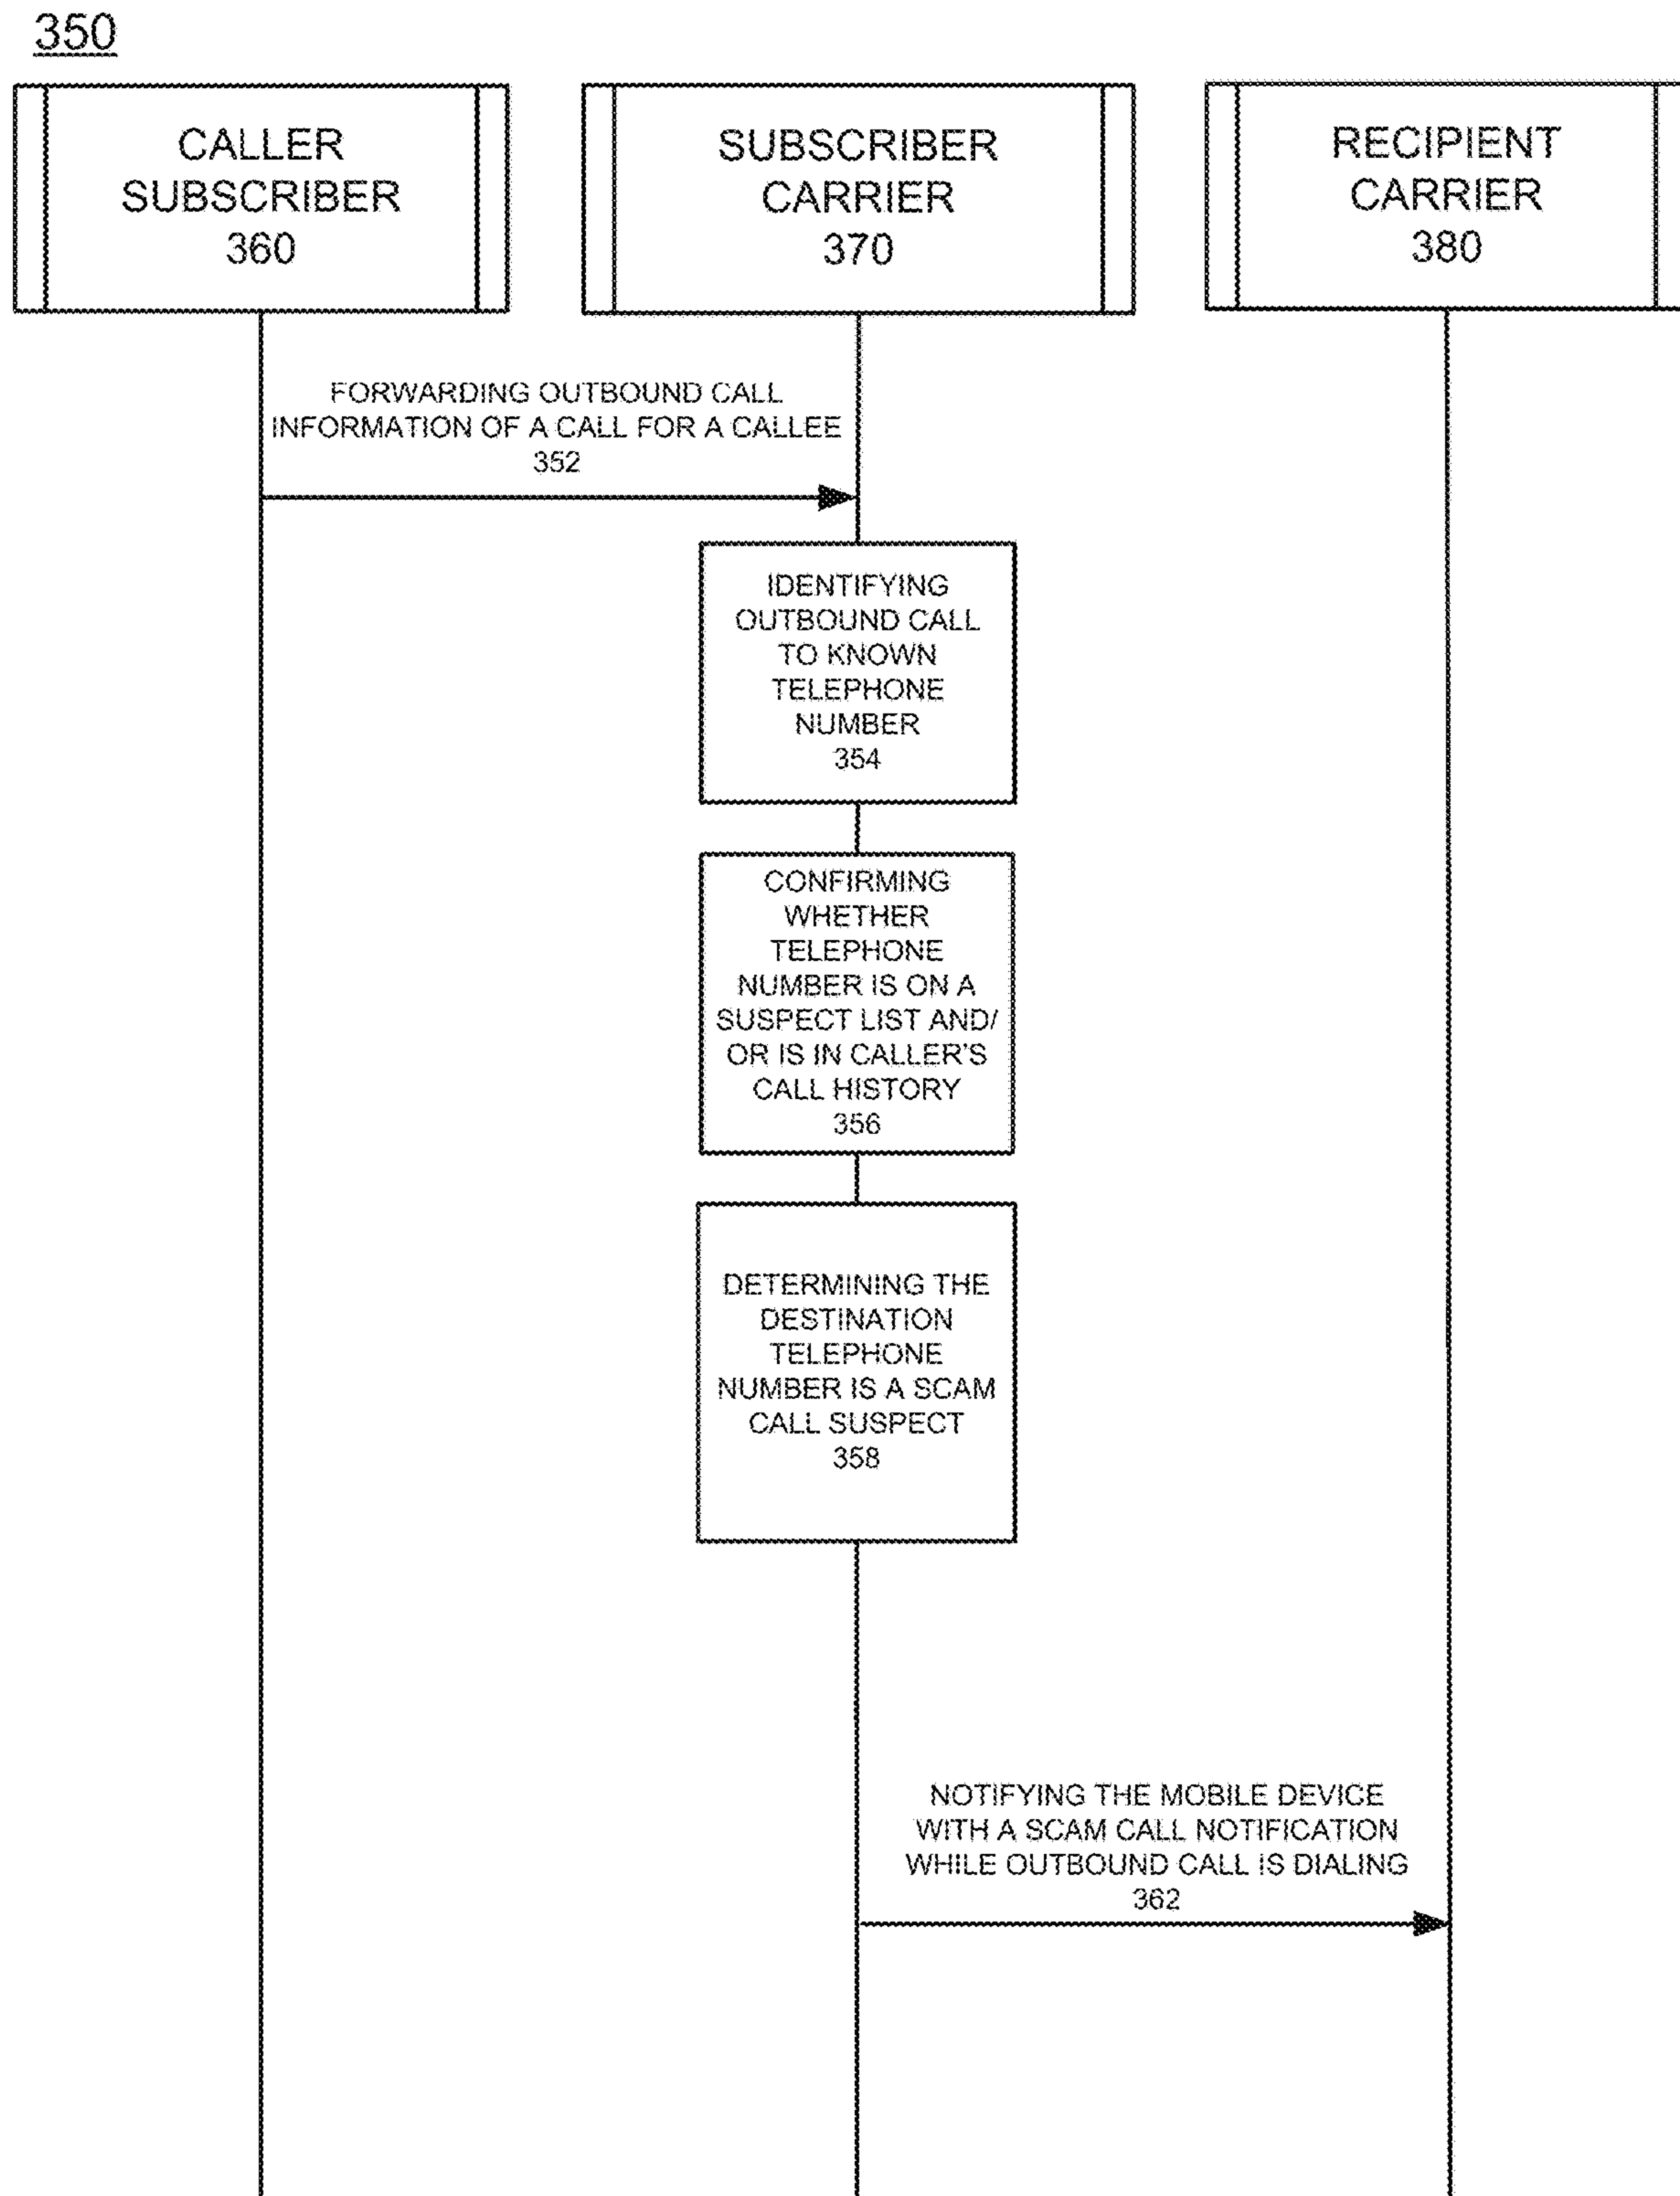 350
CALLER
SUBSCRIBER
360
SUBSCRIBER
CARRIER
370
RECIPIENT
CARRIER
380
FORWARDING OUTBOUND CALL
INFORMATION OF A CALL FOR A CALLEE
352
IDENTIFYING
OUTBOUND CALL
TO KNOWN
TELEPHONE
NUMBER
354
CONFIRMING
WHETHER
TELEPHONE
NUMBER IS ON A
SUSPECT LIST AND/
OR IS IN CALLER'S
CALL HISTORY
356
DETERMINING THE
DESTINATION
TELEPHONE
NUMBER IS A SCAM
CALL SUSPECT
358
NOTIFYING THE MOBILE DEVICE
WITH A SCAM CALL NOTIFICATION
WHILE OUTBOUND CALL IS DIALING
362